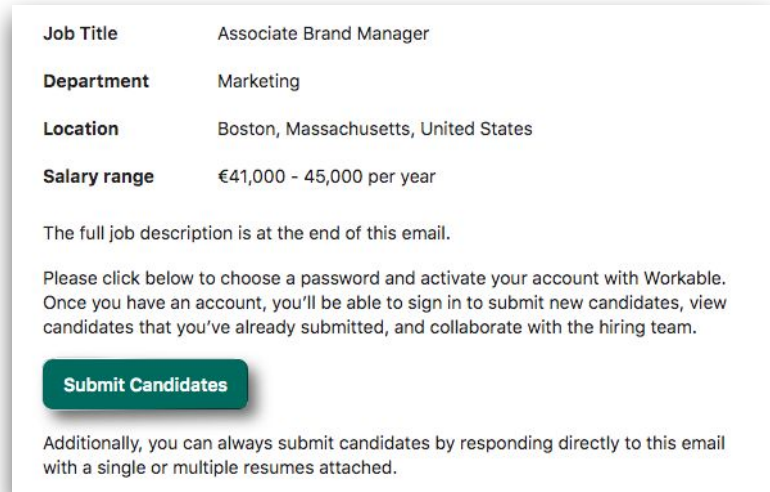 Job Title Associate Brand Manager
Department Marketing
Location Boston, Massachusetts, United States
Salary range €41,000 - 45,000 per year
The full job description is at the end of this email.
Please click below to choose a password and activate your account with Workable.
Once you have an account, you’ll be able to sign in to submit new candidates, view
candidates that you’ve already submitted, and collaborate with the hiring team.
Submit Candidates
Additionally, you can always submit candidates by responding directly to this email
with a single or multiple resumes attached.